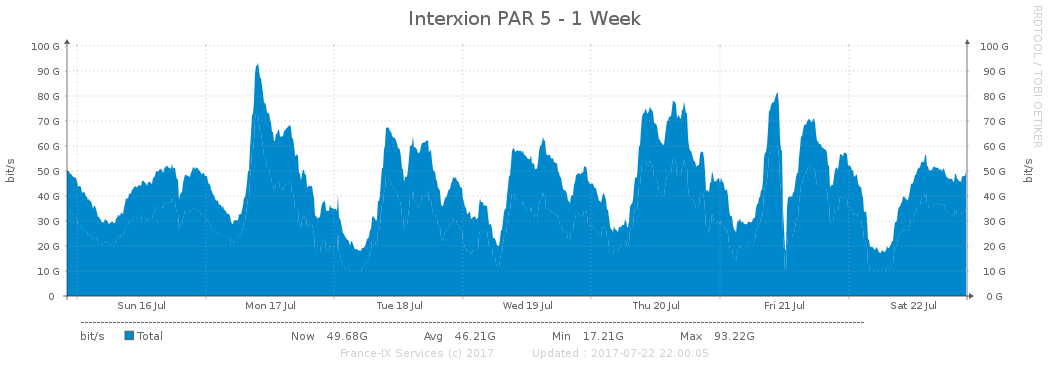 Interxion PAR 5 - 1 Week
RRDTOOL / TOBI OETIKER
100 G 100 G
90 G 90 G
80 G 80 G
70 G 70 G
60 G 60 G
50 G 50 G
40 G 40 G
30 G 30 G
20 G 20 G
10 G 10 G
0 0 G
bit/s
bit/s
Sun 16 Jul Mon 17 Jul Tue 18 Jul Wed 19 Jul Thu 20 Jul Fri 21 Jul Sat 22 Jul
bit/s Total Now 49.68G Avg 46.21G Min 17.21G Max 93.22G
France-IX Services (c) 2017 Updated : 2017-07-22 22:00:05